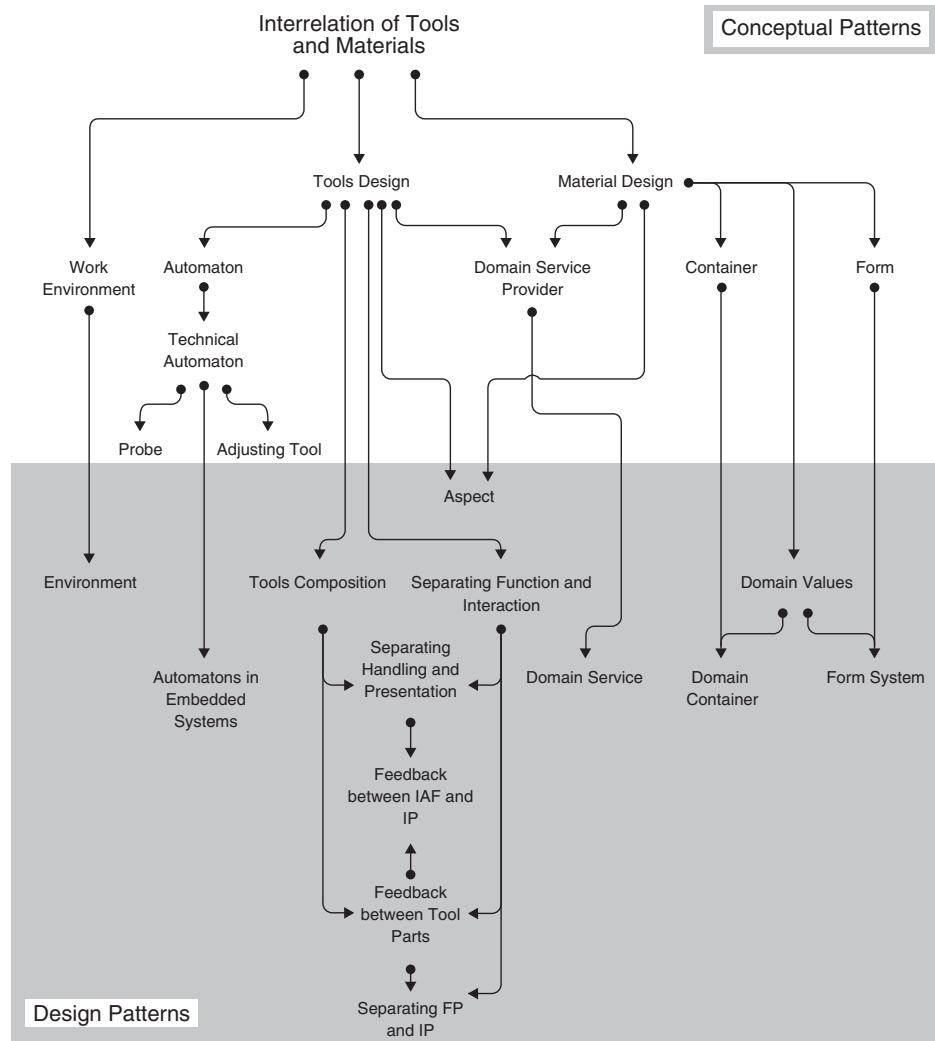 Interrelation of Tools
and Materials
Conceptual Patterns
Tools Design
Material Design
Work
Environment
Automaton
Domain Service
Provider
Container
Form
Technical
Automaton
Probe
Adjusting Tool
Aspect
Environment
Tools Composition
Separating Function and
Interaction
Domain Values
Separating
Handling and
Presentation
Automatons in
Embedded
Systems
Domain Service
Domain
Container
Form System
Feedback
between IAF and
IP
Feedback
between Tool
Parts
Separating FP
and IP
Design Patterns